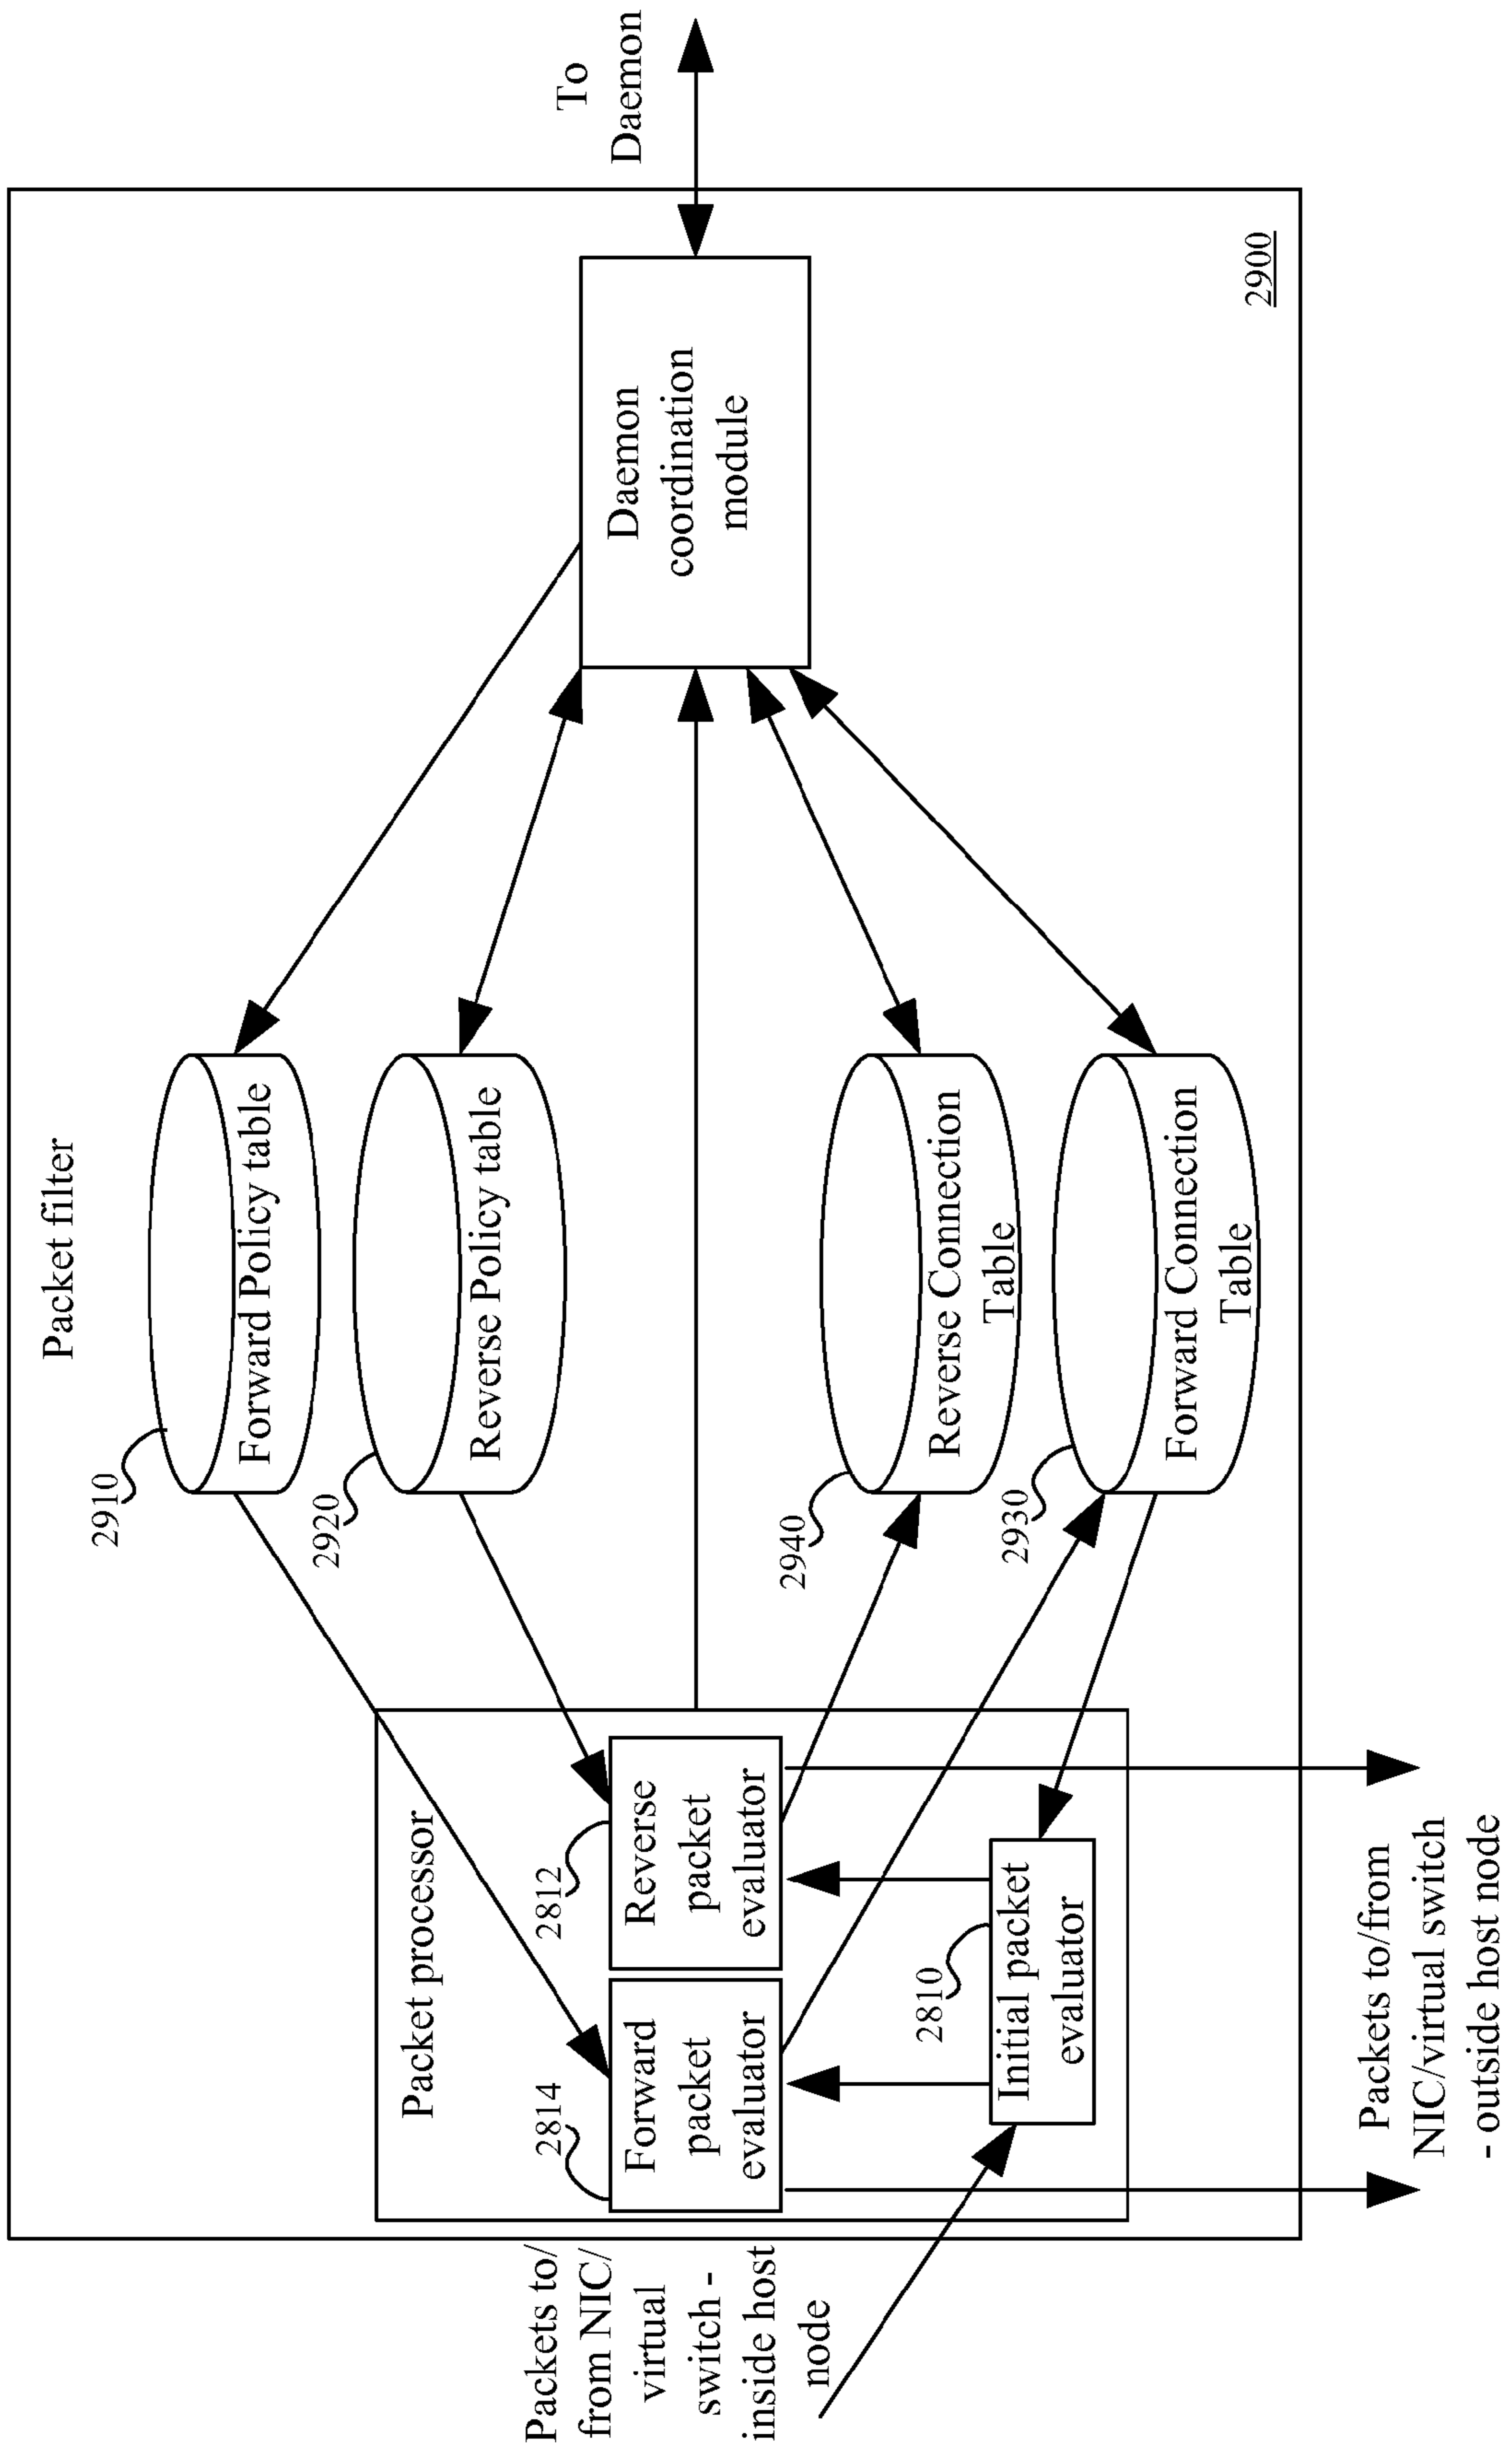 Packet filter
2910
Forward Policy table
2920
Reverse Policy table
To
Daemon
Daemon
coordination
module
Packet processor
2814
Forward
packet
evaluator
2812
Reverse
packet
evaluator
2810
Initial packet
evaluator
2940
Reverse Connection
Table
2930
Forward Connection
Table
2900
Packets to/
from NIC/
virtual
switch -
inside host
node
Packets to/from
NIC/virtual switch
- outside host node